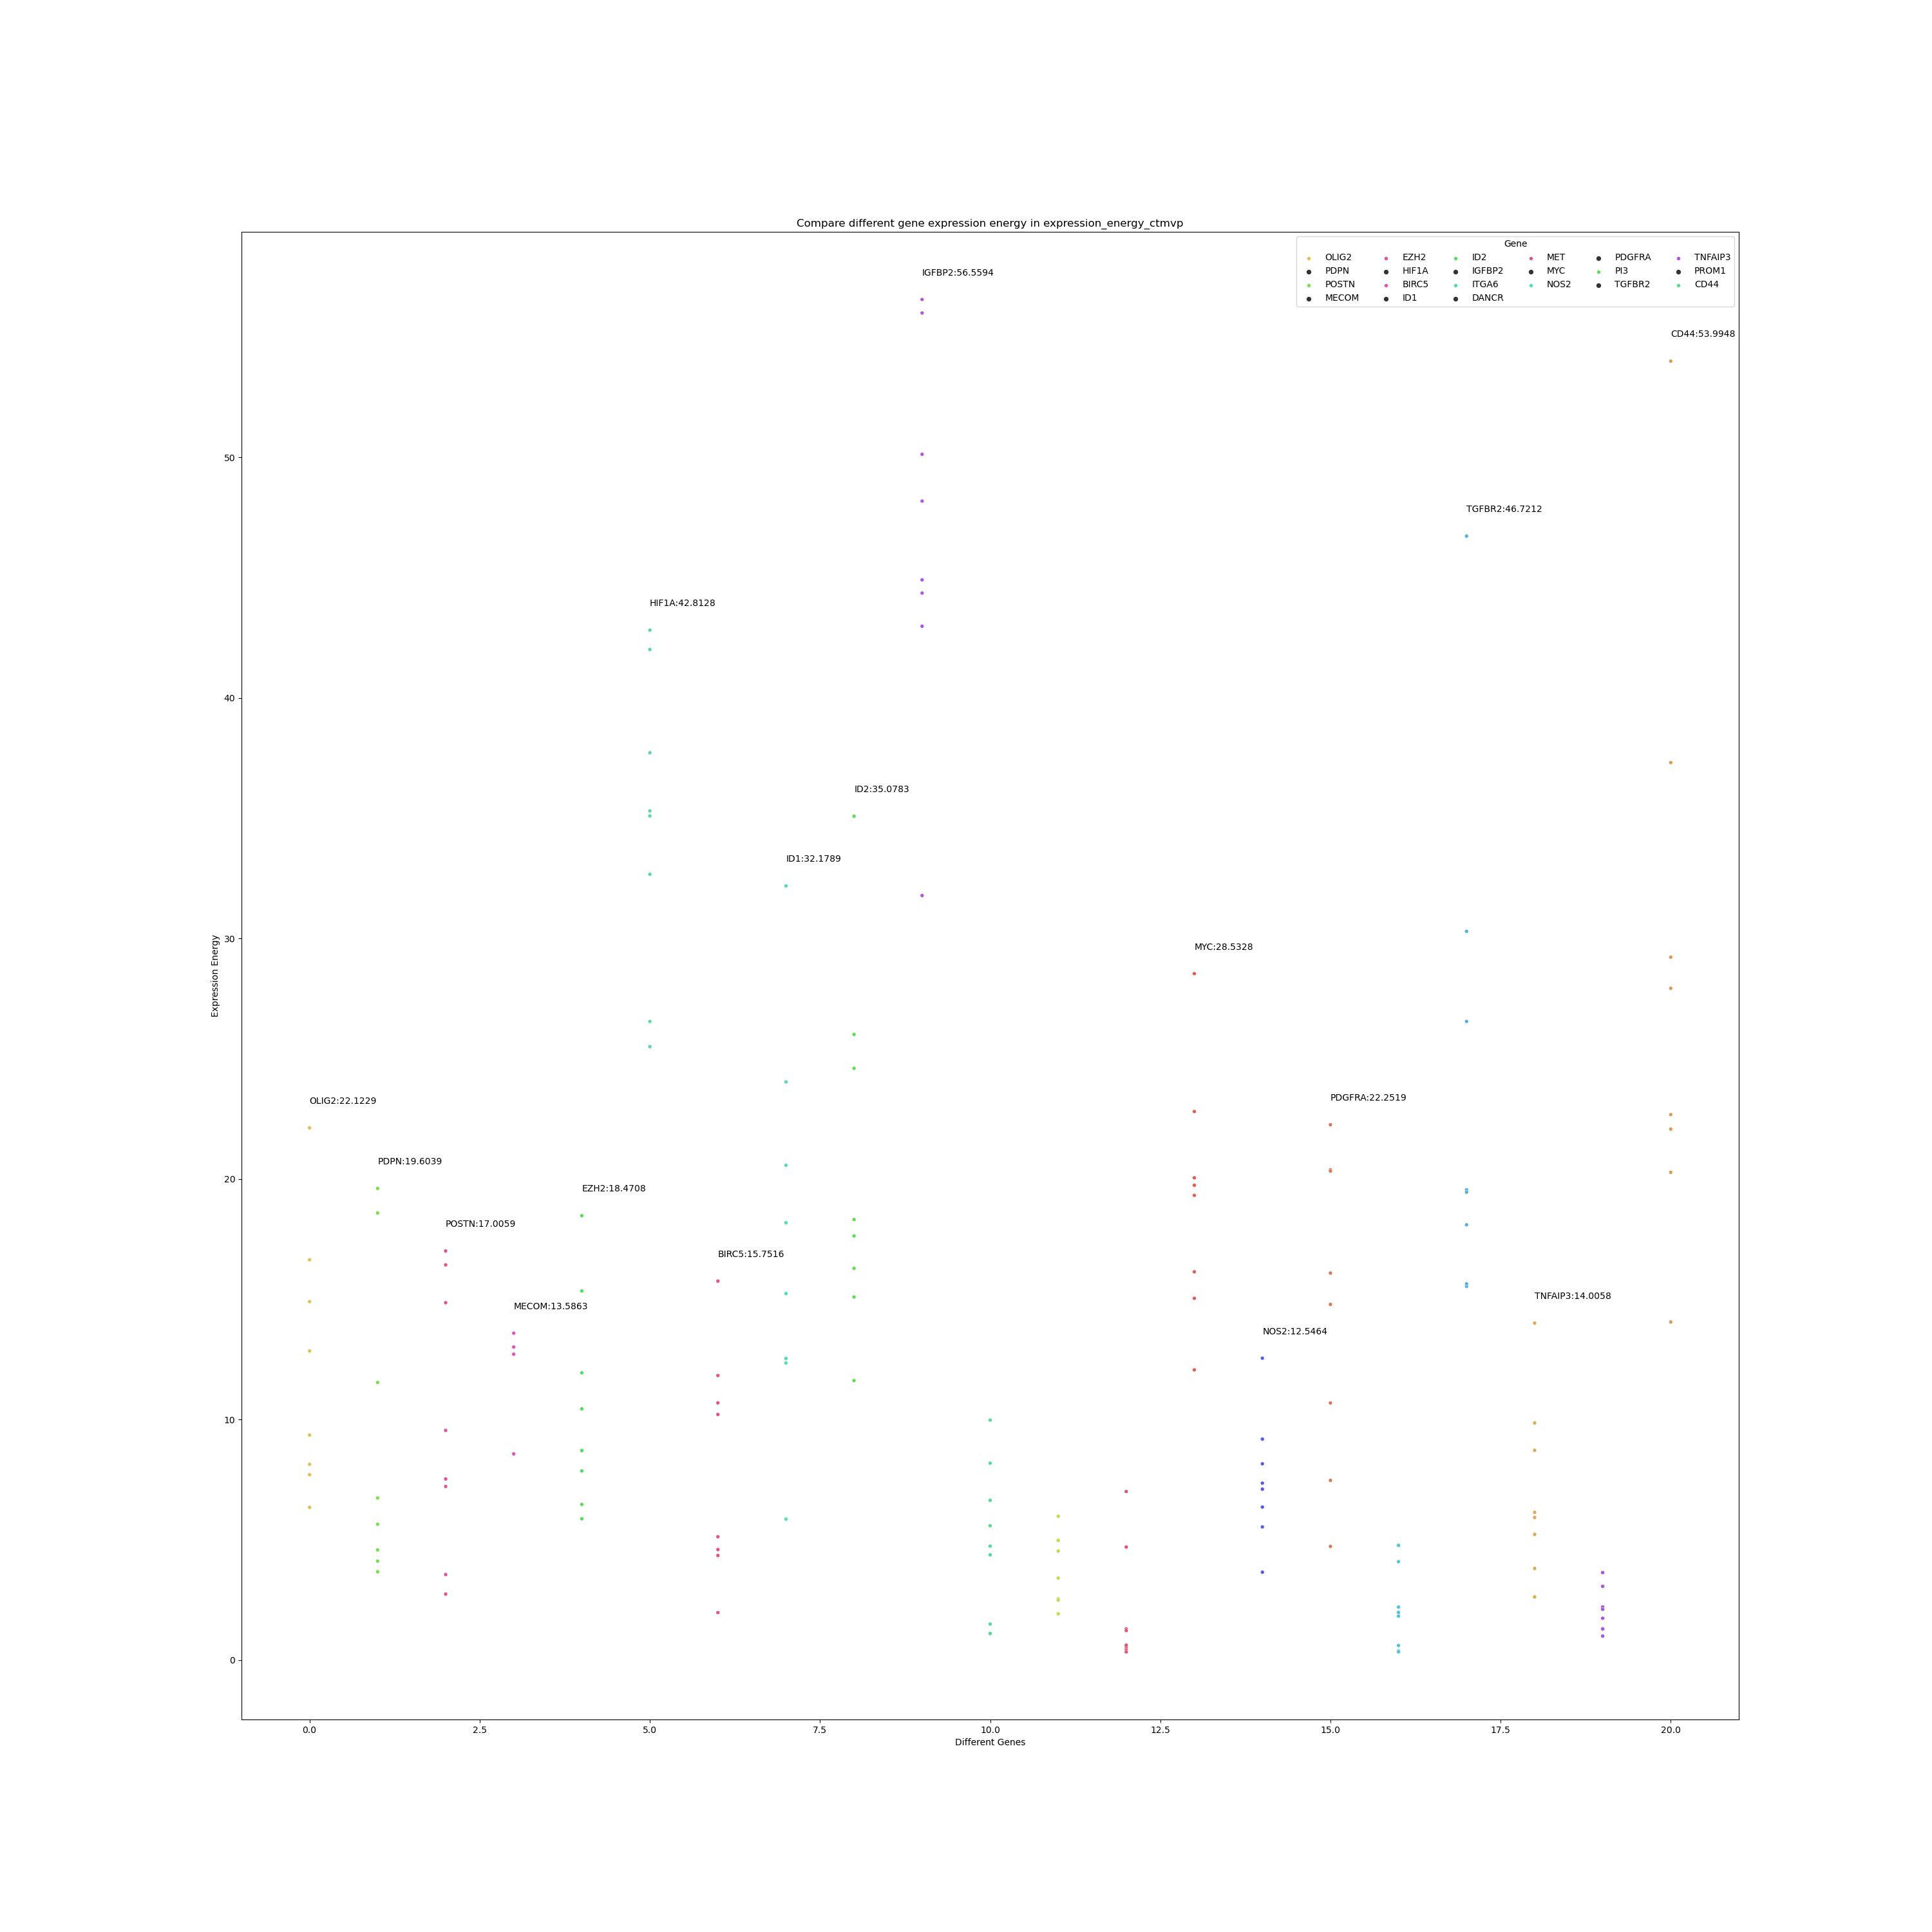 Compare different gene expression energy in expression_energy_ctmvp
Gene
OLIG2 EZH2 ID2 MET PDGFRA TNFAIP3
PDPN HIF1A IGFBP2 MYC PI3 PROM1
POSTN BIRC5 ITGA6 NOS2 TGFBR2 CD44
MECOM ID1 DANCR
IGFBP2:56.5594
CD44:53.9948
TGFBR2:46.7212
HIF1A:42.8128
ID2:35.0783
ID1:32.1789
MYC:28.5328
OLIG2:22.1229
PDGFRA:22.2519
PDPN:19.6039
EZH2:18.4708
POSTN:17.0059
BIRC5:15.7516
MECOM:13.5863
TNFAIP3:14.0058
NOS2:12.5464
50
40
30
20
10
0
Expression Energy
0.0 2.5 5.0 7.5 10.0 12.5 15.0 17.5 20.0
Different Genes